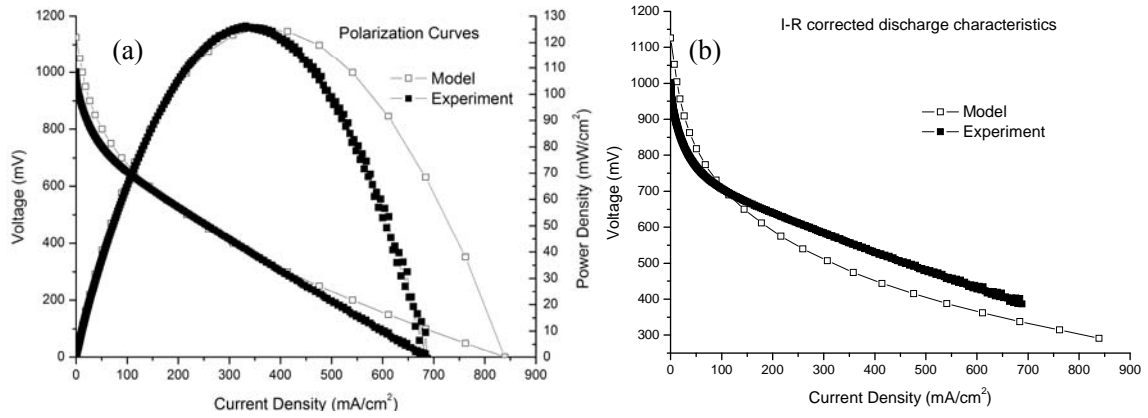 (a)
Polarization Curves
Model
Experiment
Voltage (mV)
1200
1000
800
600
400
200
0
0 100 200 300 400 500 600 700 800 900
Current Density (mA/cm²)
130
120
110
100
90
80
70
60
50
40
30
20
10
0
Power Density (mW/cm²)
(b)
I-R corrected discharge characteristics
Model
Experiment
Voltage (mV)
1200
1100
1000
900
800
700
600
500
400
300
0 100 200 300 400 500 600 700 800 900
Current Density (mA/cm²)